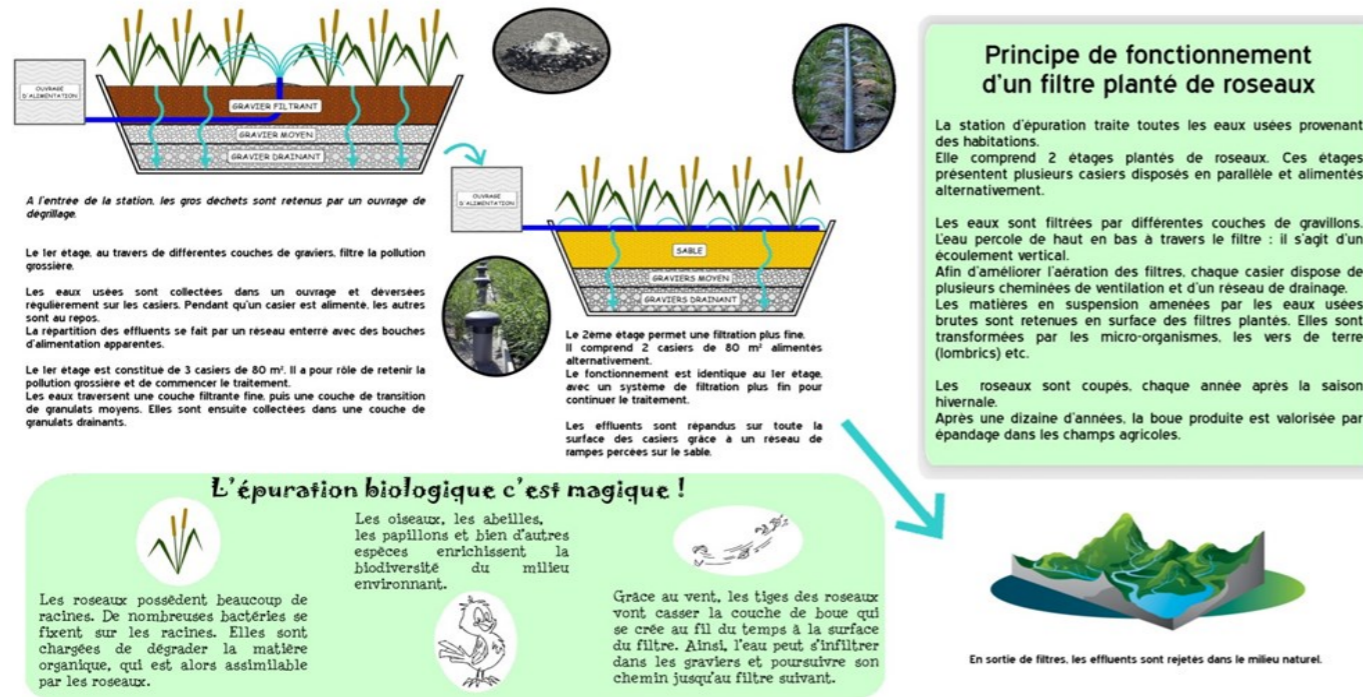 OUVRAGE
D'ALIMENTATION
GRAVIER FILTRANT
GRAVIER MOYEN
GRAVIER DRAINANT
A l'entrée de la station, les gros déchets sont retenus par un ouvrage de
dégrillage.
Le 1er étage, au travers de différentes couches de graviers, filtre la pollution
grossière.
Les eaux usées sont collectées dans un ouvrage et déversées
régulièrement sur les casiers. Pendant qu'un casier est alimenté, les autres
sont au repos.
La répartition des effluents se fait par un réseau enterré avec des bouches
d'alimentation apparentes.
Le 1er étage est constitué de 3 casiers de 80 m². Il a pour rôle de retenir la
pollution grossière et de commencer le traitement.
Les eaux traversent une couche filtrante fine, puis une couche de transition
de granulats moyens. Elles sont ensuite collectées dans une couche de
granulats drainants.
OUVRAGE
D'ALIMENTATION
SABLE
GRAVIERS MOYEN
GRAVIERS DRAINANT
Le 2ème étage permet une filtration plus fine.
Il comprend 2 casiers de 80 m² alimentés
alternativement.
Le fonctionnement est identique au 1er étage,
avec un système de filtration plus fin pour
continuer le traitement.
Les effluents sont répandus sur toute la
surface des casiers grâce à un réseau de
rampes percées sur le sable.
Principe de fonctionnement
d'un filtre planté de roseaux
La station d'épuration traite toutes les eaux usées provenant
des habitations.
Elle comprend 2 étages plantés de roseaux. Ces étages
présentent plusieurs casiers disposés en parallèle et alimentés
alternativement.
Les eaux sont filtrées par différentes couches de gravillons.
L'eau percole de haut en bas à travers le filtre : il s'agit d'un
écoulement vertical.
Afin d'améliorer l'aération des filtres, chaque casier dispose de
plusieurs cheminées de ventilation et d'un réseau de drainage.
Les matières en suspension amenées par les eaux usées
brutes sont retenues en surface des filtres plantés. Elles sont
transformées par les micro-organismes, les vers de terre
(lombrics) etc.
Les roseaux sont coupés, chaque année après la saison
hivernale.
Après une dizaine d'années, la boue produite est valorisée par
épandage dans les champs agricoles.
L'épuration biologique c'est magique !
Les roseaux possèdent beaucoup de
racines. De nombreuses bactéries se
fixent sur les racines. Elles sont
chargées de dégrader la matière
organique, qui est alors assimilable
par les roseaux.
Les oiseaux, les abeilles,
les papillons et bien d'autres
espèces enrichissent la
biodiversité du milieu
environnant.
Grâce au vent, les tiges des roseaux
vont casser la couche de boue qui
se crée au fil du temps à la surface
du filtre. Ainsi, l'eau peut s'infiltrer
dans les graviers et poursuivre son
chemin jusqu'au filtre suivant.
En sortie de filtres, les effluents sont rejetés dans le milieu naturel.